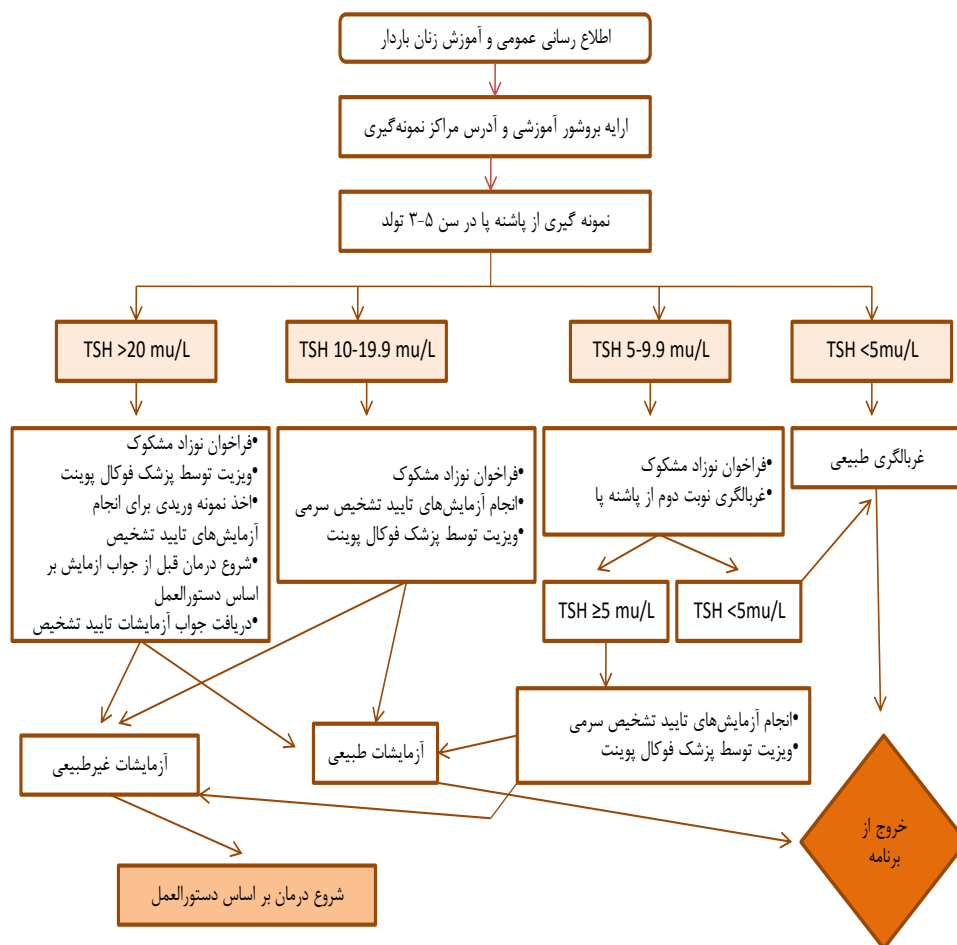 اطلاع رسانی عمومی و آموزش زنان باردار
ارایه بروشور آموزشی و آدرس مراکز نمونه‌گیری
نمونه گیری از پاشنه پا در سن ۵-۳ تولد
TSH >20 mu/L
TSH 10-19.9 mu/L
TSH 5-9.9 mu/L
TSH <5mu/L
•فراخوان نوزاد مشکوک
•ویزیت توسط پزشک فوکال پوینت
•اخذ نمونه وریدی برای انجام
آزمایش‌های تایید تشخیص
•شروع درمان قبل از جواب ازمایش بر
اساس دستورالعمل
•دریافت جواب آزمایشات تایید تشخیص
•فراخوان نوزاد مشکوک
•انجام آزمایش‌های تایید تشخیص سرمی
•ویزیت توسط پزشک فوکال پوینت
•فراخوان نوزاد مشکوک
•غربالگری نوبت دوم از پاشنه پا
غربالگری طبیعی
TSH ≥5 mu/L
TSH <5mu/L
•انجام آزمایش‌های تایید تشخیص سرمی
•ویزیت توسط پزشک فوکال پوینت
آزمایشات غیرطبیعی
آزمایشات طبیعی
خروج از
برنامه
شروع درمان بر اساس دستورالعمل